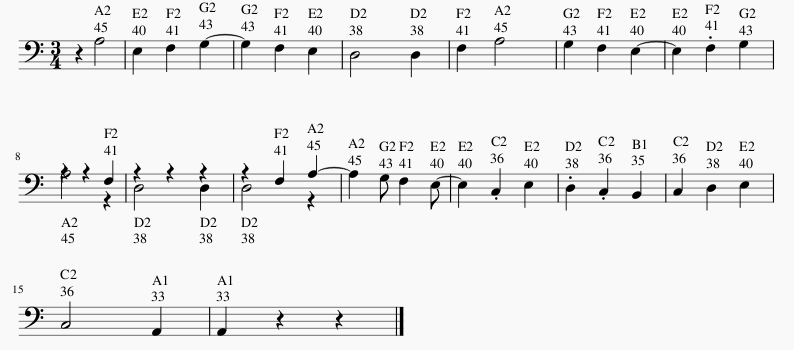 A2 E2 F2 G2 G2 F2 E2 D2 D2 F2 A2 G2 F2 E2 E2 F2 G2
45 40 41 43 43 41 40 38 38 41 45 43 41 40 40 41 43
3
4
8
F2 F2 A2 A2 G2 F2 E2 E2 C2 E2 D2 C2 B1 C2 D2 E2
41 41 45 45 43 41 40 40 36 40 38 36 35 36 38 40
A2 D2 D2 D2
45 38 38 38
15
C2 A1 A1
36 33 33